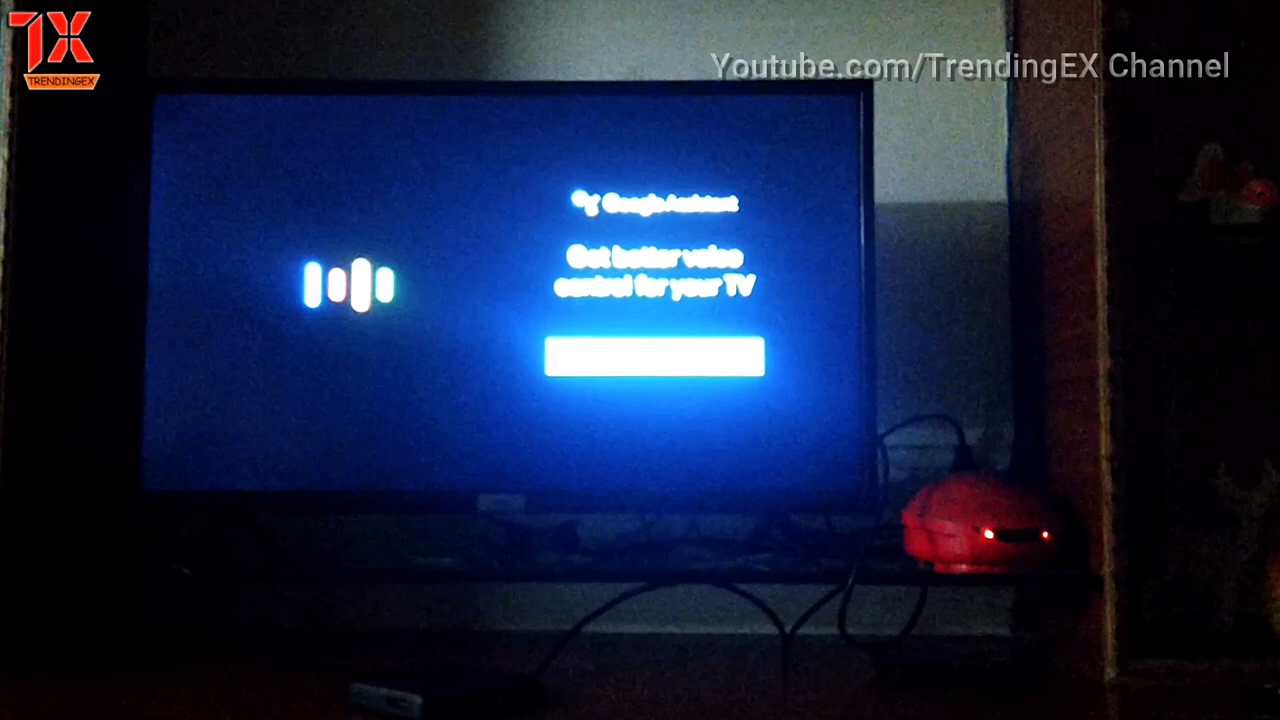 TX
TRENDINGEX
Youtube.com/TrendingEX Channel
Google Assistant
Get better voice
control for your TV